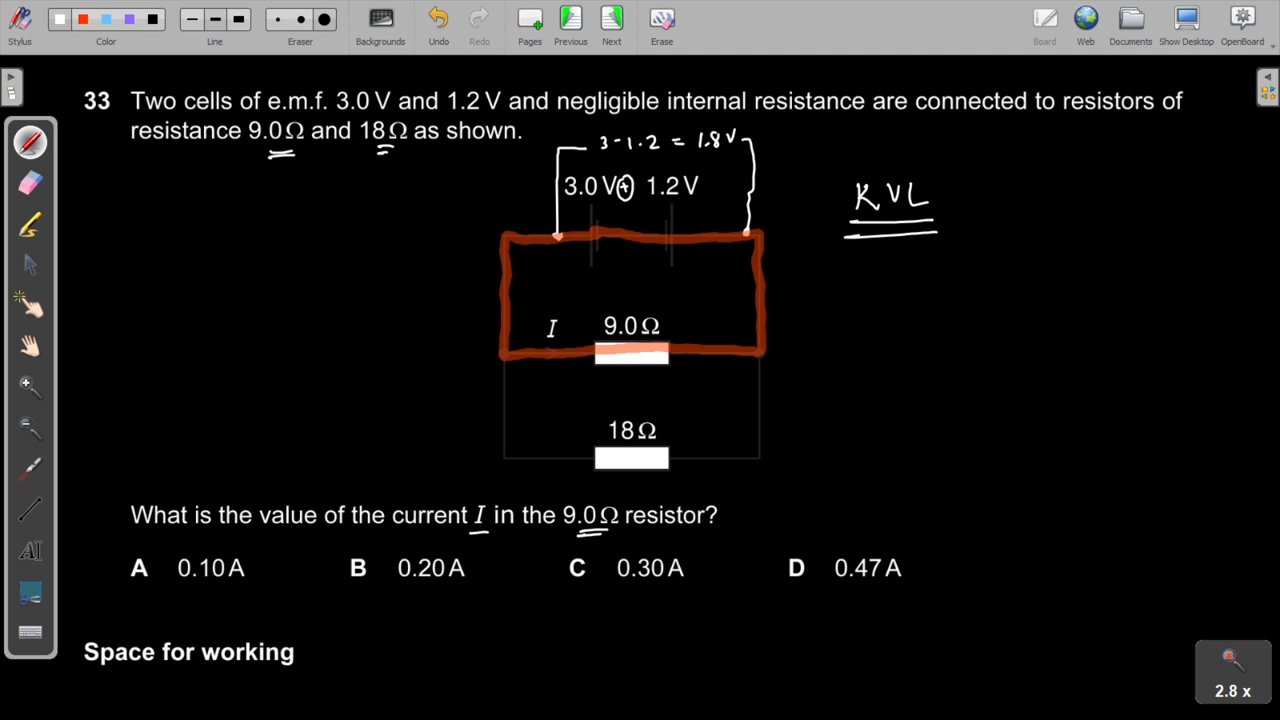 Stylus
Color
Line
Eraser
Backgrounds
Undo
Redo
Pages
Previous
Next
Erase
Board
Web
Documents
Show Desktop
OpenBoard
33 Two cells of e.m.f. 3.0 V and 1.2 V and negligible internal resistance are connected to resistors of
resistance 9.0 Ω and 18 Ω as shown.
3 - 1.2 = 1.8 V
3.0 V + 1.2 V
KVL
I 9.0 Ω
18 Ω
What is the value of the current I in the 9.0 Ω resistor?
A 0.10 A B 0.20 A C 0.30 A D 0.47 A
Space for working
AI
2.8 x